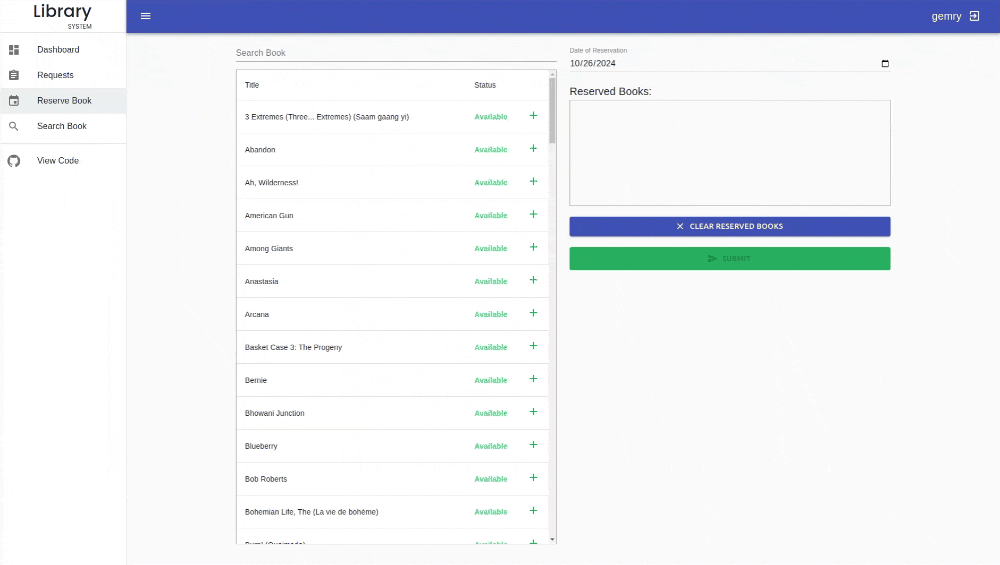 Library
SYSTEM
gemry
Dashboard
Requests
Reserve Book
Search Book
View Code
Search Book
Title Status
3 Extremes (Three... Extremes) (Saam gaang yi) Available
Abandon Available
Ah, Wilderness! Available
American Gun Available
Among Giants Available
Anastasia Available
Arcana Available
Basket Case 3: The Progeny Available
Bernie Available
Bhowani Junction Available
Blueberry Available
Bob Roberts Available
Bohemian Life, The (La vie de bohème) Available
Date of Reservation
10/26/2024
Reserved Books:
CLEAR RESERVED BOOKS
SUBMIT